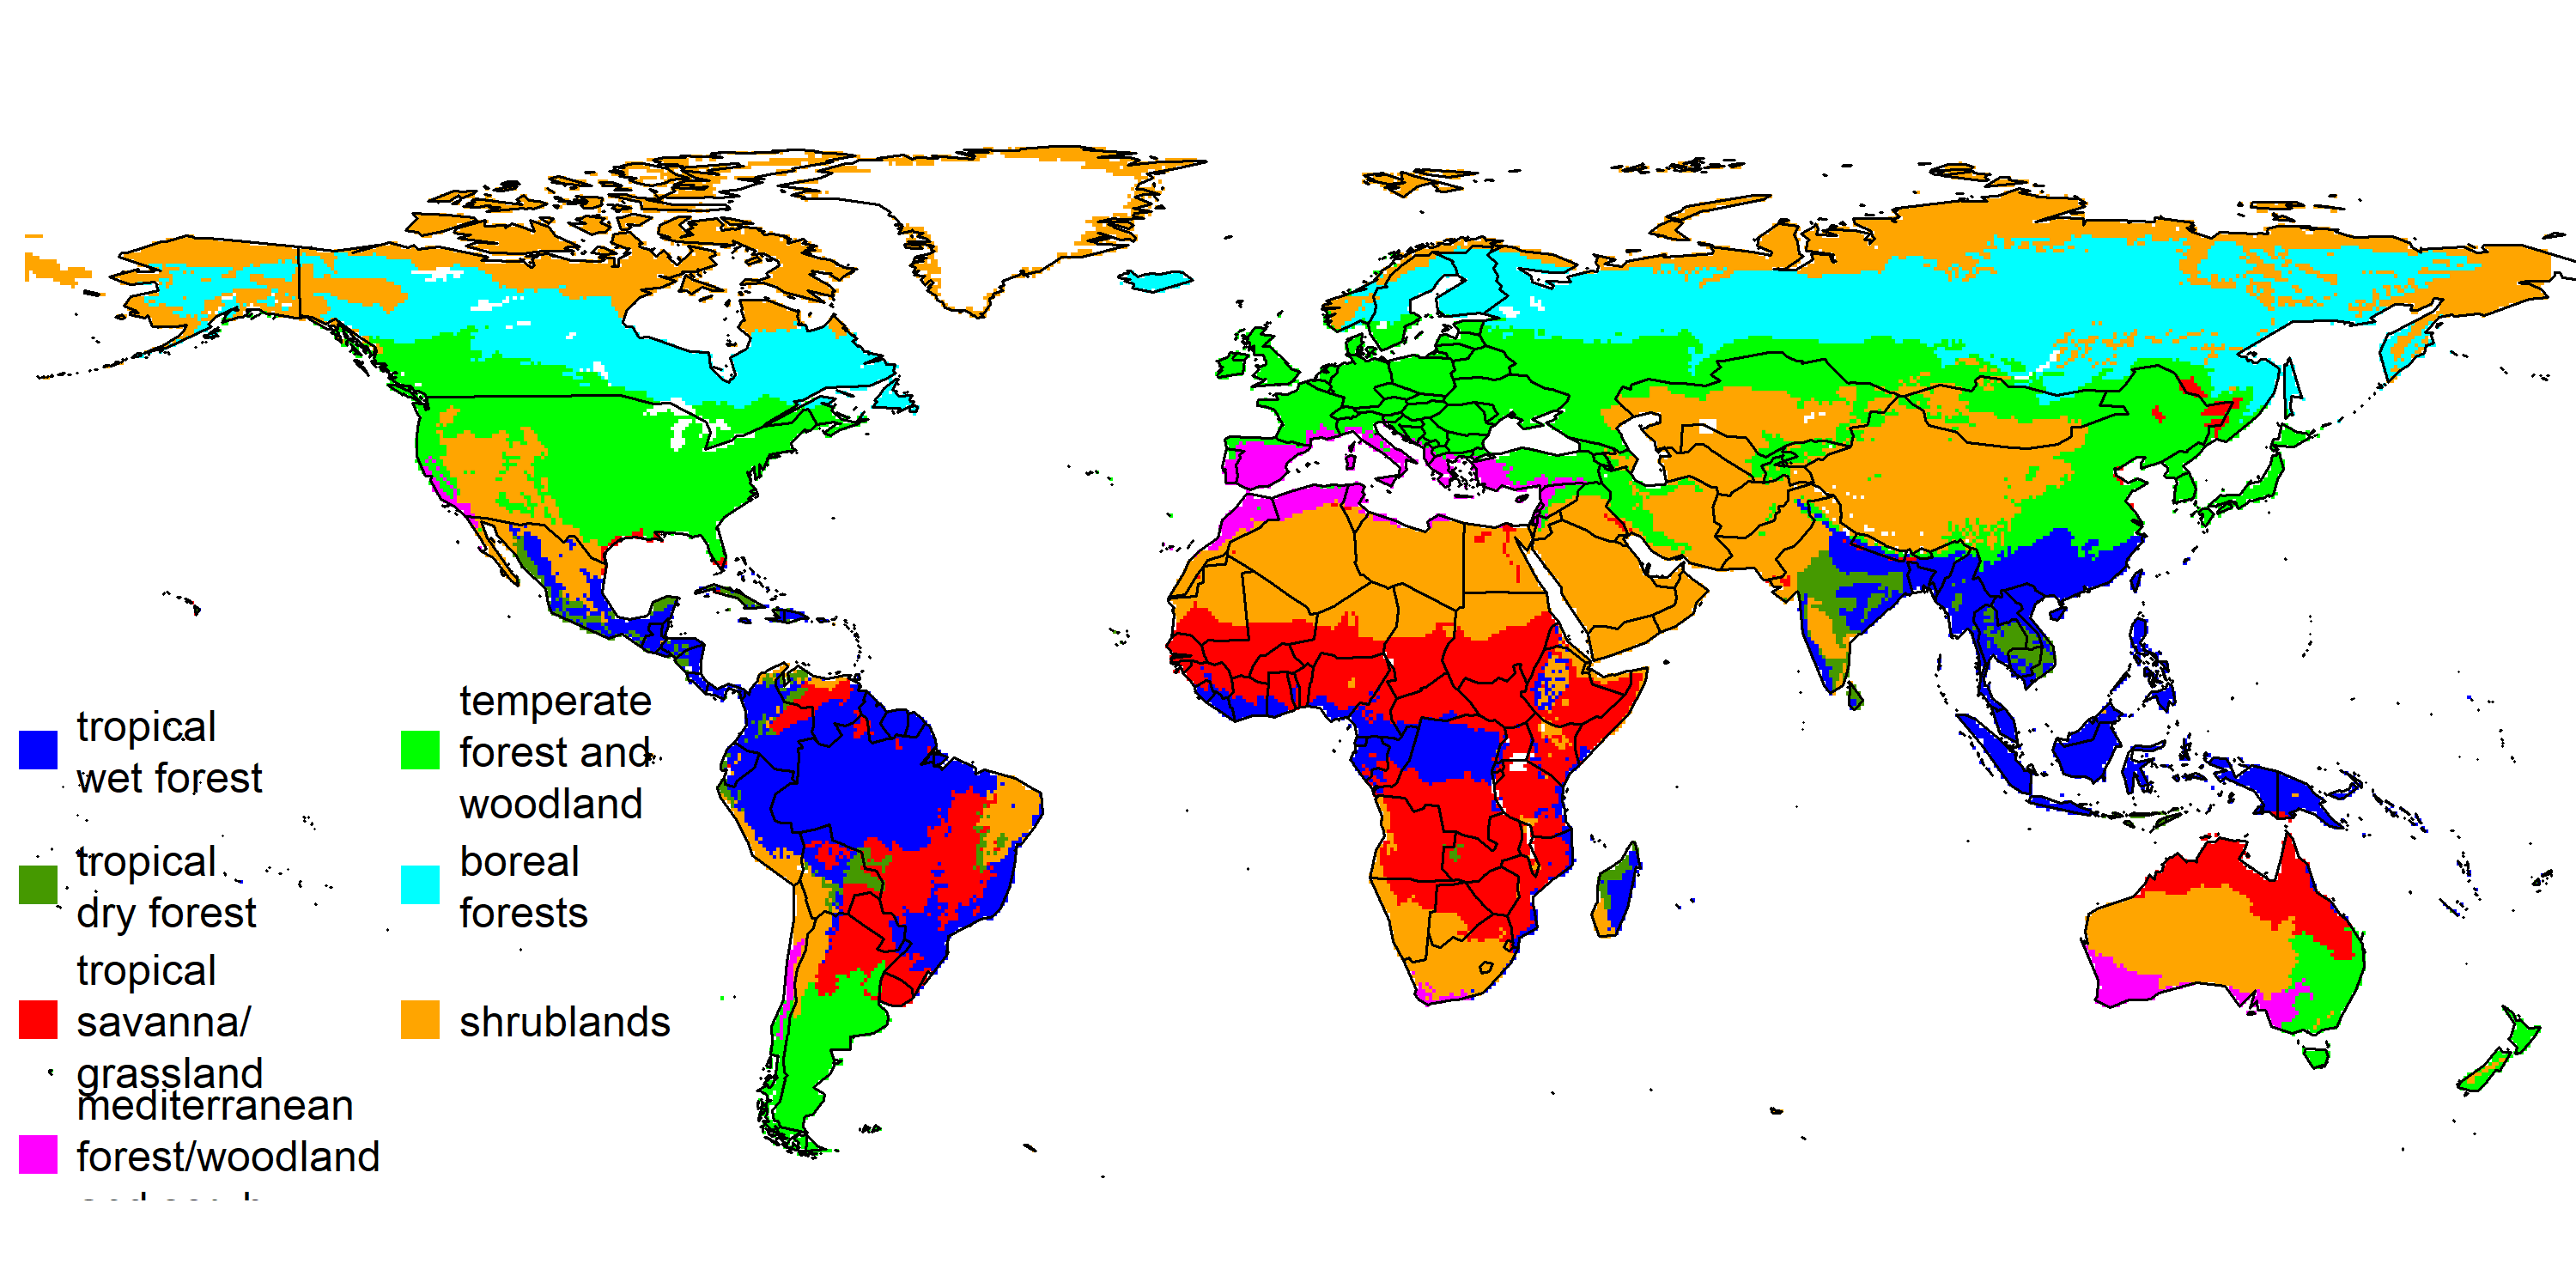 tropical
wet forest
tropical
dry forest
tropical
savanna/
grassland
mediterranean
forest/woodland
temperate
forest and
woodland
boreal
forests
shrublands